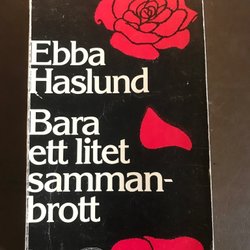 Ebba
Haslund
Bara
ett litet
samman-
brott